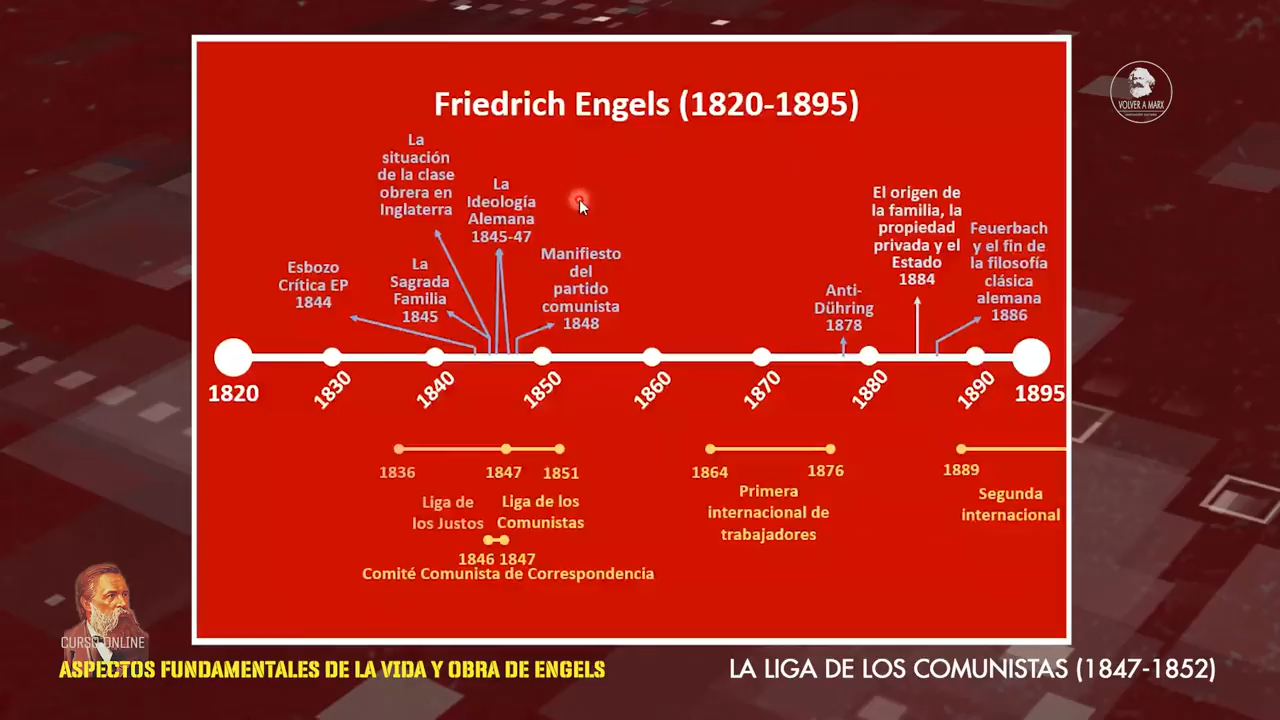 Friedrich Engels (1820-1895)
VOLVER A MARX
La
situación
de la clase
obrera en
Inglaterra
La
Ideología
Alemana
1845-47
Esbozo
Crítica EP
1844
La
Sagrada
Familia
1845
Manifiesto
del
partido
comunista
1848
Anti-
Dühring
1878
El origen de
la familia, la
propiedad
privada y el
Estado
1884
Feuerbach
y el fin de
la filosofía
clásica
alemana
1886
1820
1830
1840
1850
1860
1870
1880
1890
1895
1836
1847
1851
1864
1876
1889
Liga de
los Justos
Liga de los
Comunistas
Primera
internacional de
trabajadores
Segunda
internacional
1846 1847
Comité Comunista de Correspondencia
CURSO ONLINE
ASPECTOS FUNDAMENTALES DE LA VIDA Y OBRA DE ENGELS
LA LIGA DE LOS COMUNISTAS (1847-1852)